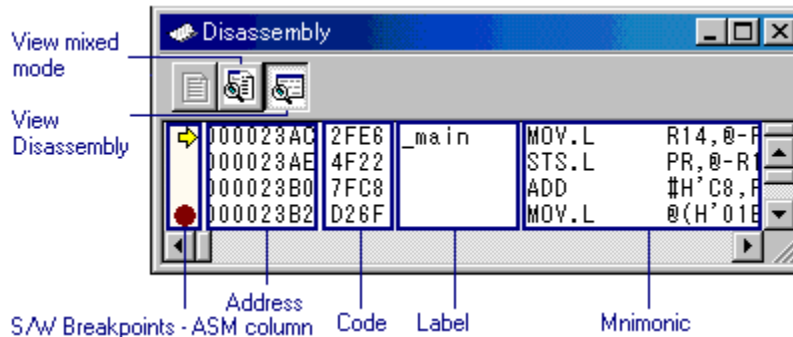 Disassembly
View mixed
mode
View
Disassembly
000023AC 2FE6 _main MOV.L R14,@-R
000023AE 4F22 STS.L PR,@-R1
000023B0 7FC8 ADD #H'C8,R
000023B2 D26F MOV.L @(H'01B
S/W Breakpoints - ASM column
Address
Code
Label
Mnimonic